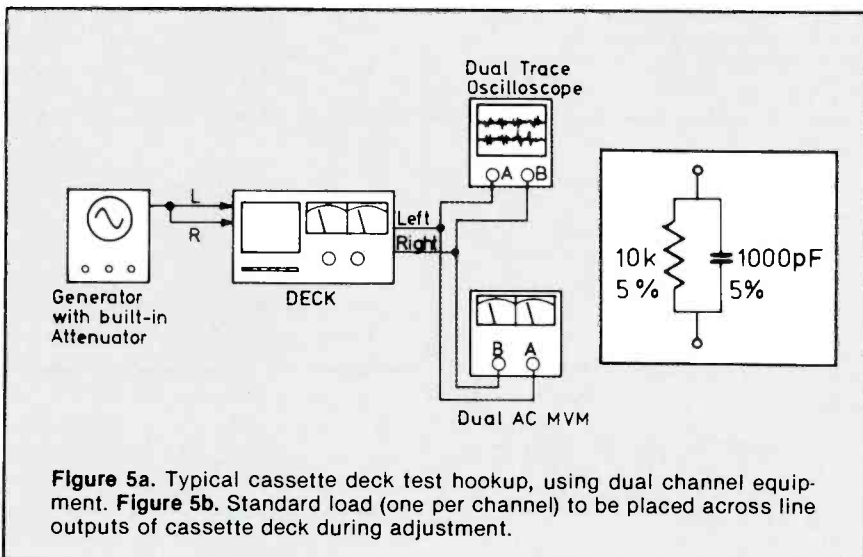 Dual Trace
Oscilloscope
A B
L
R
Left
Right
Generator
with built-in
Attenuator
DECK
B A
Dual AC MVM
10k
5%
1000pF
5%
Figure 5a. Typical cassette deck test hookup, using dual channel equip-
ment. Figure 5b. Standard load (one per channel) to be placed across line
outputs of cassette deck during adjustment.